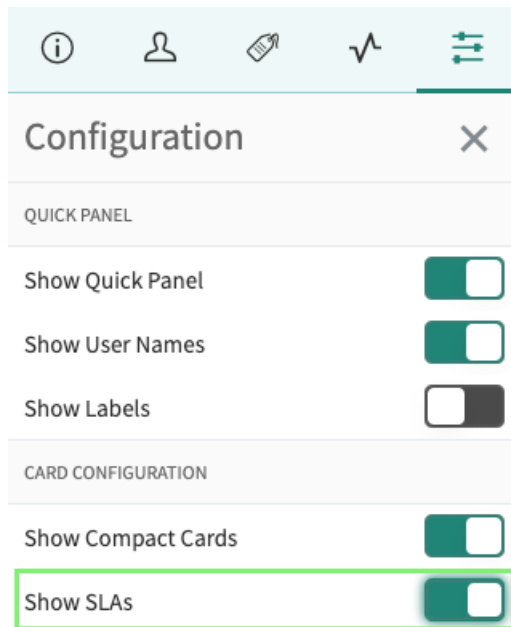 Configuration
QUICK PANEL
Show Quick Panel
Show User Names
Show Labels
CARD CONFIGURATION
Show Compact Cards
Show SLAs